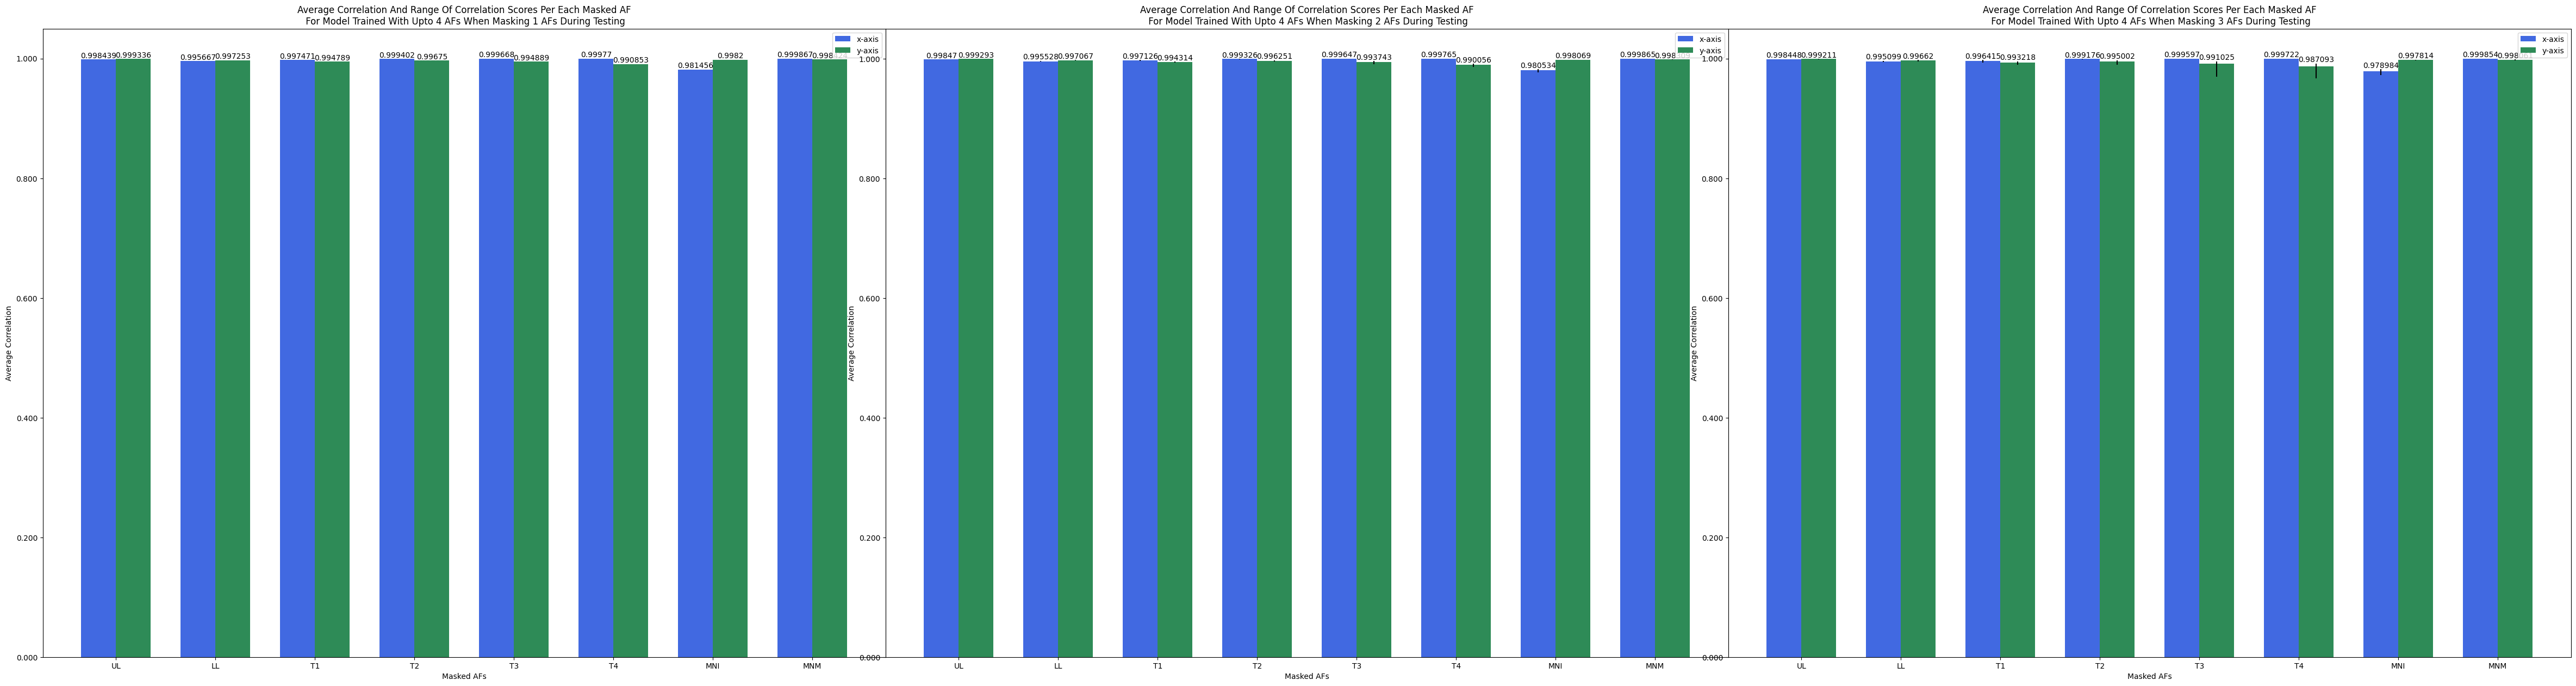 Average Correlation And Range Of Correlation Scores Per Each Masked AF
For Model Trained With Upto 4 AFs When Masking 1 AFs During Testing
x-axis
y-axis
0.998439 0.999336 0.995667 0.997253 0.997471 0.994789 0.999402 0.99675 0.999668 0.994889 0.99977 0.990853 0.981456 0.9982 0.999867
1.000
0.800
0.600
0.400
0.200
0.000
Average Correlation
UL LL T1 T2 T3 T4 MNI MNM
Masked AFs
Average Correlation And Range Of Correlation Scores Per Each Masked AF
For Model Trained With Upto 4 AFs When Masking 2 AFs During Testing
x-axis
y-axis
0.99847 0.999293 0.995528 0.997067 0.997126 0.994314 0.999326 0.996251 0.999647 0.993743 0.999765 0.990056 0.980534 0.998069 0.999865
1.000
0.800
0.600
0.400
0.200
0.000
Average Correlation
UL LL T1 T2 T3 T4 MNI MNM
Masked AFs
Average Correlation And Range Of Correlation Scores Per Each Masked AF
For Model Trained With Upto 4 AFs When Masking 3 AFs During Testing
x-axis
y-axis
0.998448 0.999211 0.995099 0.99662 0.996415 0.993218 0.999176 0.995002 0.999597 0.991025 0.999722 0.987093 0.978984 0.997814 0.999854
1.000
0.800
0.600
0.400
0.200
0.000
Average Correlation
UL LL T1 T2 T3 T4 MNI MNM
Masked AFs